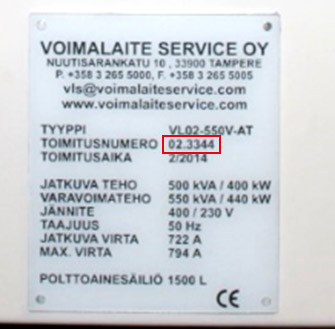 VOIMALAITE SERVICE OY
NUUTISARANKATU 10 , 33900 TAMPERE
P. +358 3 265 5000, F. +358 3 265 5005
vls@voimalaiteservice.com
www.voimalaiteservice.com
TYYPPI VL02-550V-AT
TOIMITUSNUMERO 02.3344
TOIMITUSAIKA 2/2014
JATKUVA TEHO 500 kVA / 400 kW
VARAVOIMATEHO 550 kVA / 440 kW
JÄNNITE 400 / 230 V
TAAJUUS 50 Hz
JATKUVA VIRTA 722 A
MAX. VIRTA 794 A
POLTTOAINESÄILIÖ 1500 L
CE